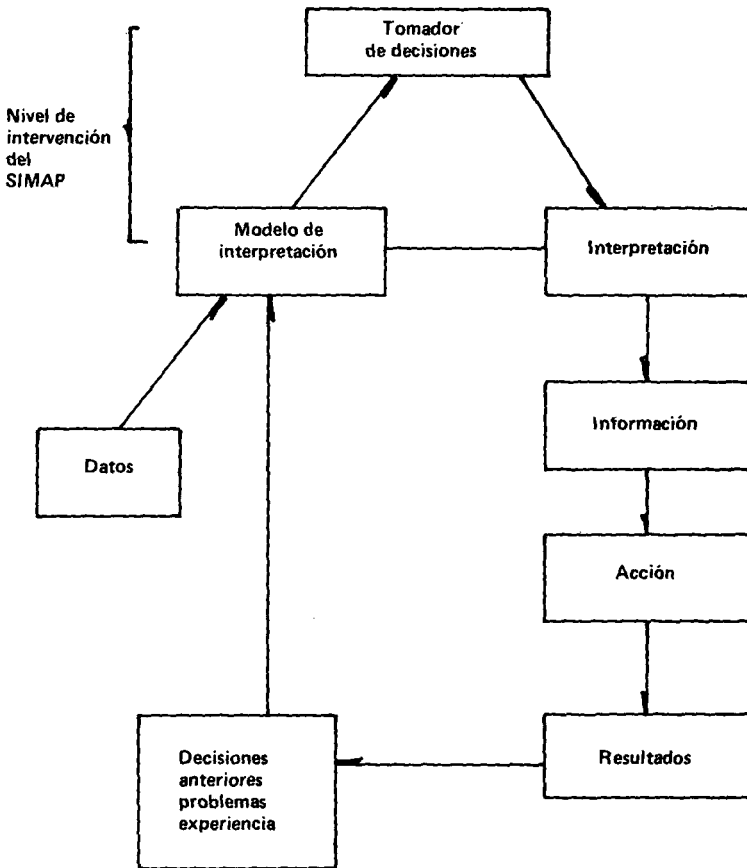 Tomador
de decisiones
Nivel de
intervención
del
SIMAP
Modelo de
interpretación
Interpretación
Datos
Información
Acción
Decisiones
anteriores
problemas
experiencia
Resultados